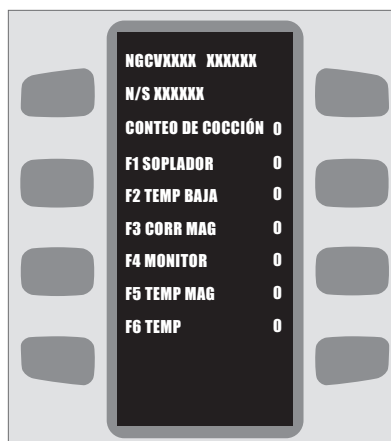 NGCVXXXX XXXXXX
N/S XXXXXX
CONTEO DE COCCIÓN 0
F1 SOPLADOR 0
F2 TEMP BAJA 0
F3 CORR MAG 0
F4 MONITOR 0
F5 TEMP MAG 0
F6 TEMP 0